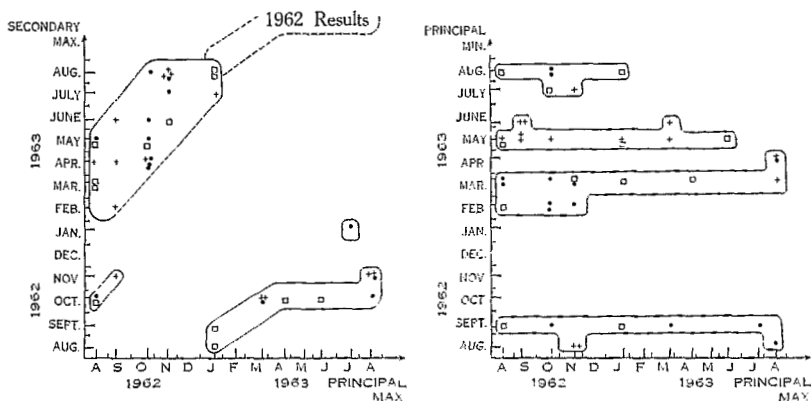 1962 Results
SECONDARY
MAX.
AUG.
JULY
JUNE
MAY
APR.
MAR.
FEB.
JAN.
DEC.
NOV
OCT.
SEPT.
AUG.
1963
1962
A S O N D J F M A M J J A
1962 1963 PRINCIPAL
MAX.
PRINCIPAL
MIN.
AUG.
JULY
JUNE
MAY
APR
MAR.
FEB
JAN.
DEC.
NOV.
OCT
SEPT.
AUG.
1963
1962
A S O N D J F M A M J J A
1962 1963 PRINCIPAL
MAX.